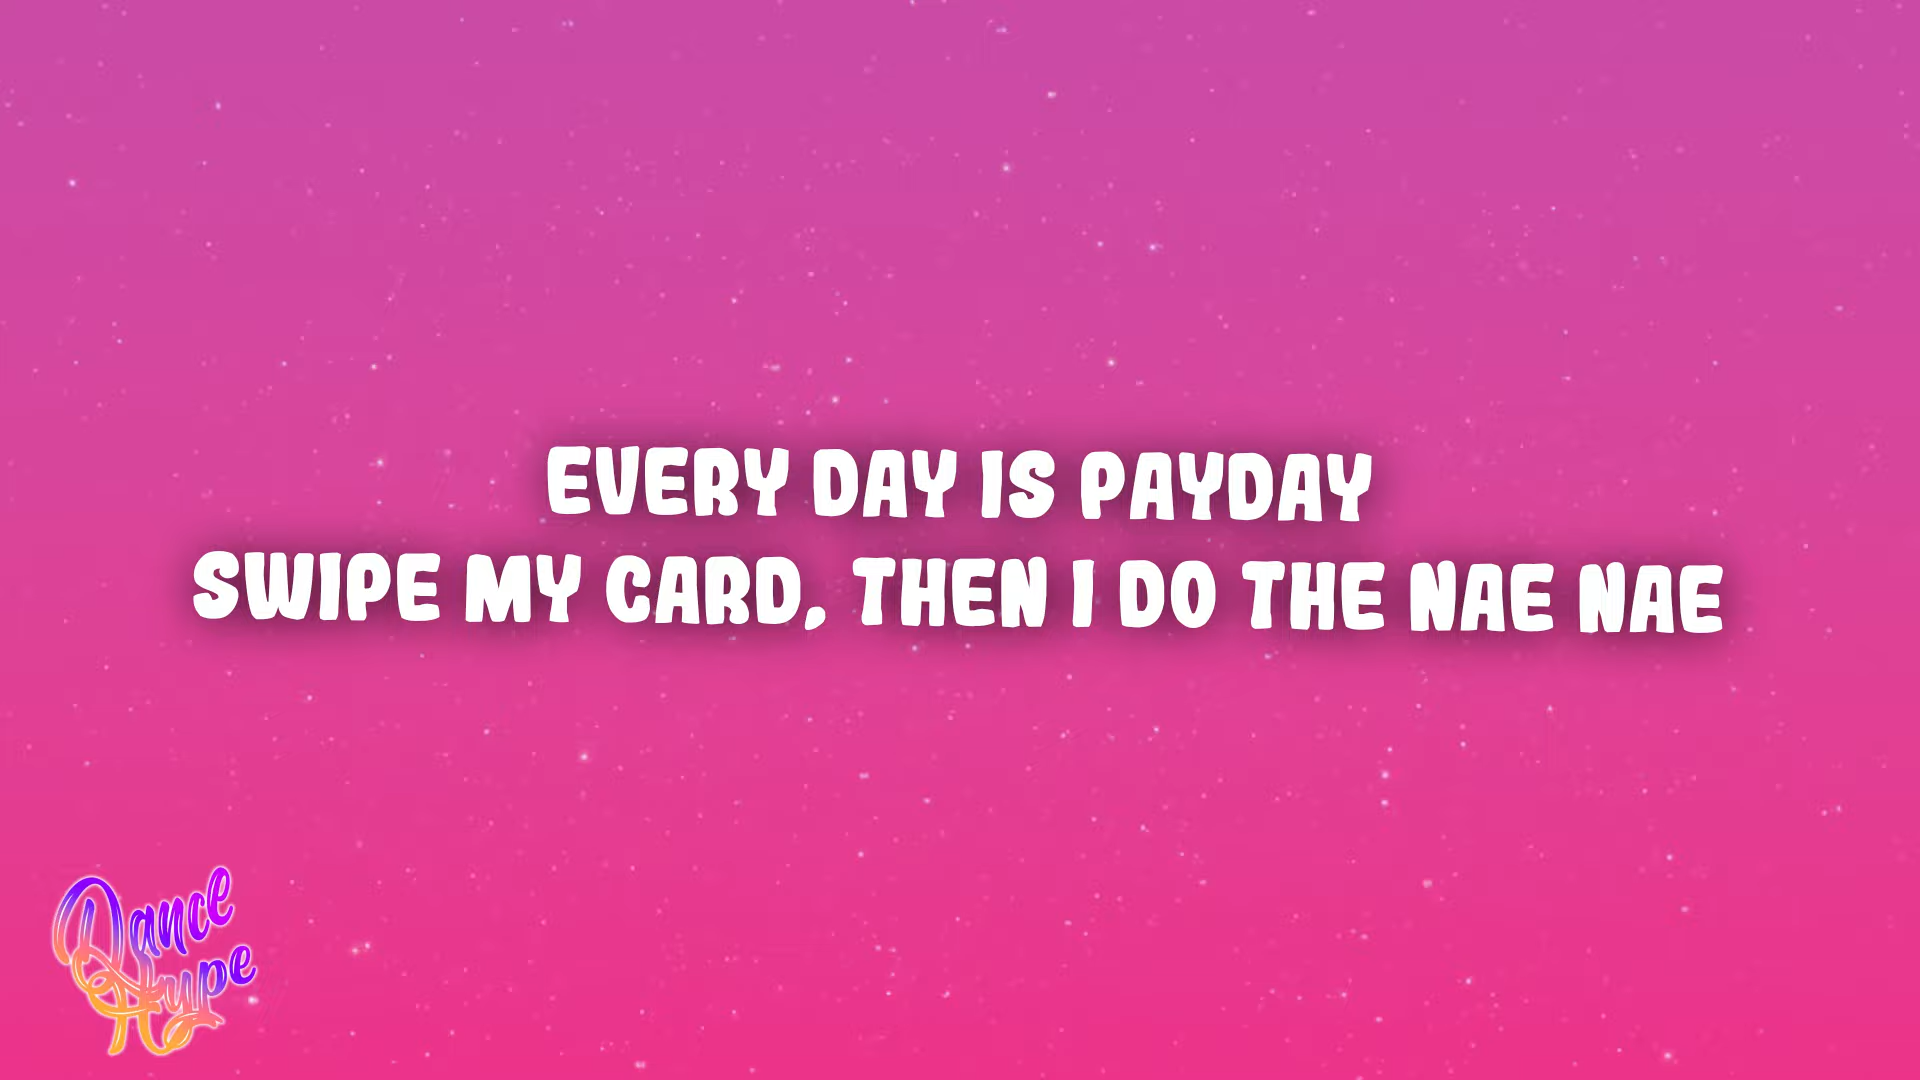 EVERY DAY IS PAYDAY
SWIPE MY CARD, THEN I DO THE NAE NAE
Dance
Hype